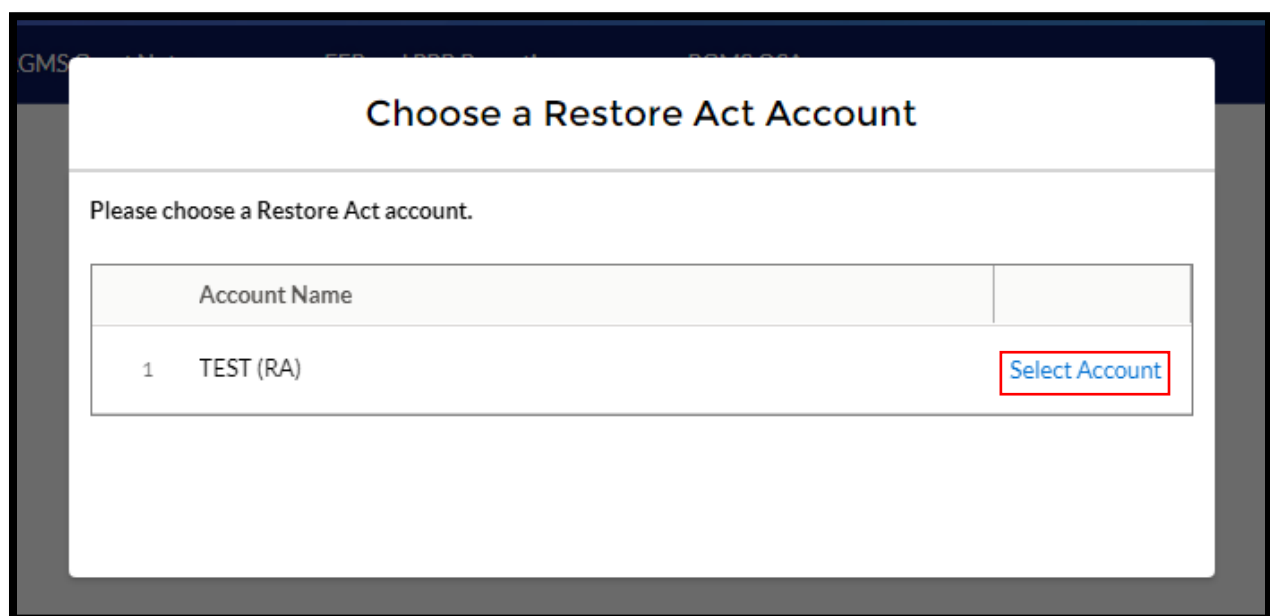 Choose a Restore Act Account
Please choose a Restore Act account.
Account Name
1 TEST (RA) Select Account